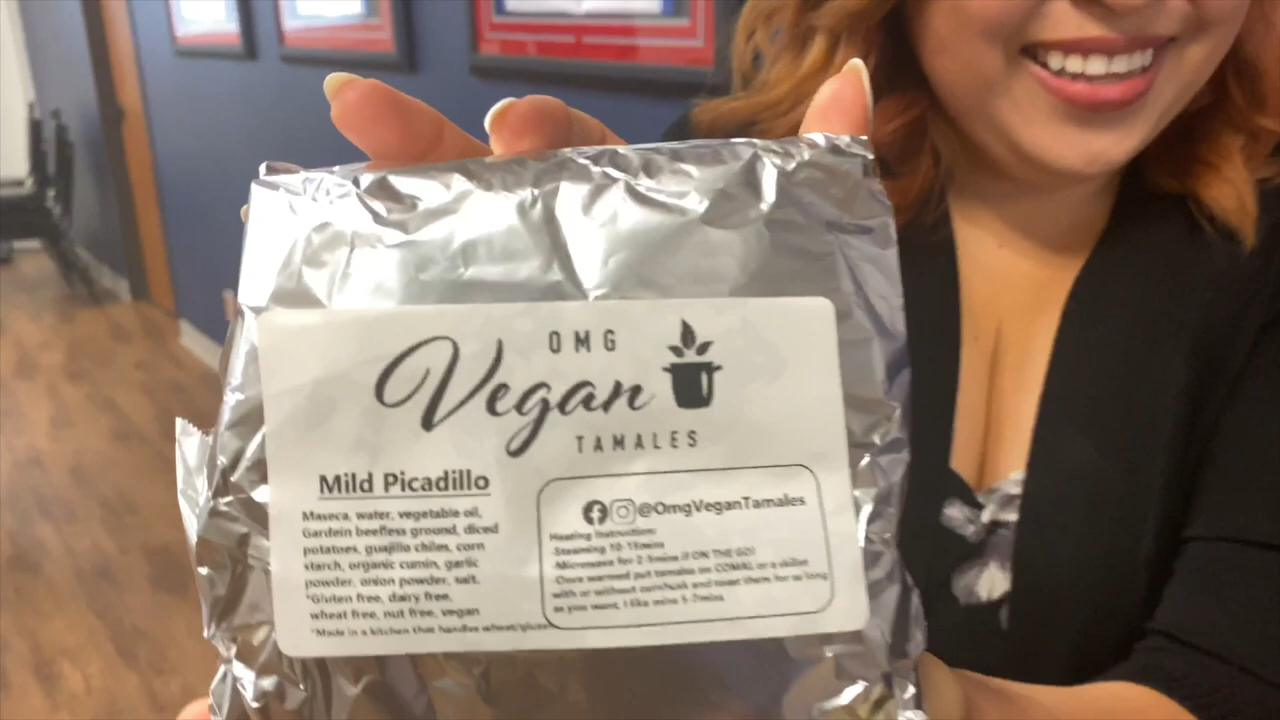 OMG
Vegan
TAMALES
Mild Picadillo
Maseca, water, vegetable oil,
Gardein beefless ground, diced
potatoes, guajillo chiles, corn
starch, organic cumin, garlic
powder, onion powder, salt.
*Gluten free, dairy free,
wheat free, nut free, vegan
*Made in a kitchen that handles wheat/gluten
@OmgVeganTamales
Heating Instructions:
-Steaming 10-15mins
-Microwave for 2-5mins if ON THE GO!
-Once warmed put tamales on COMAL or a skillet
with or without cornhusk and toast them for as long
as you want, I like mine 5-7mins